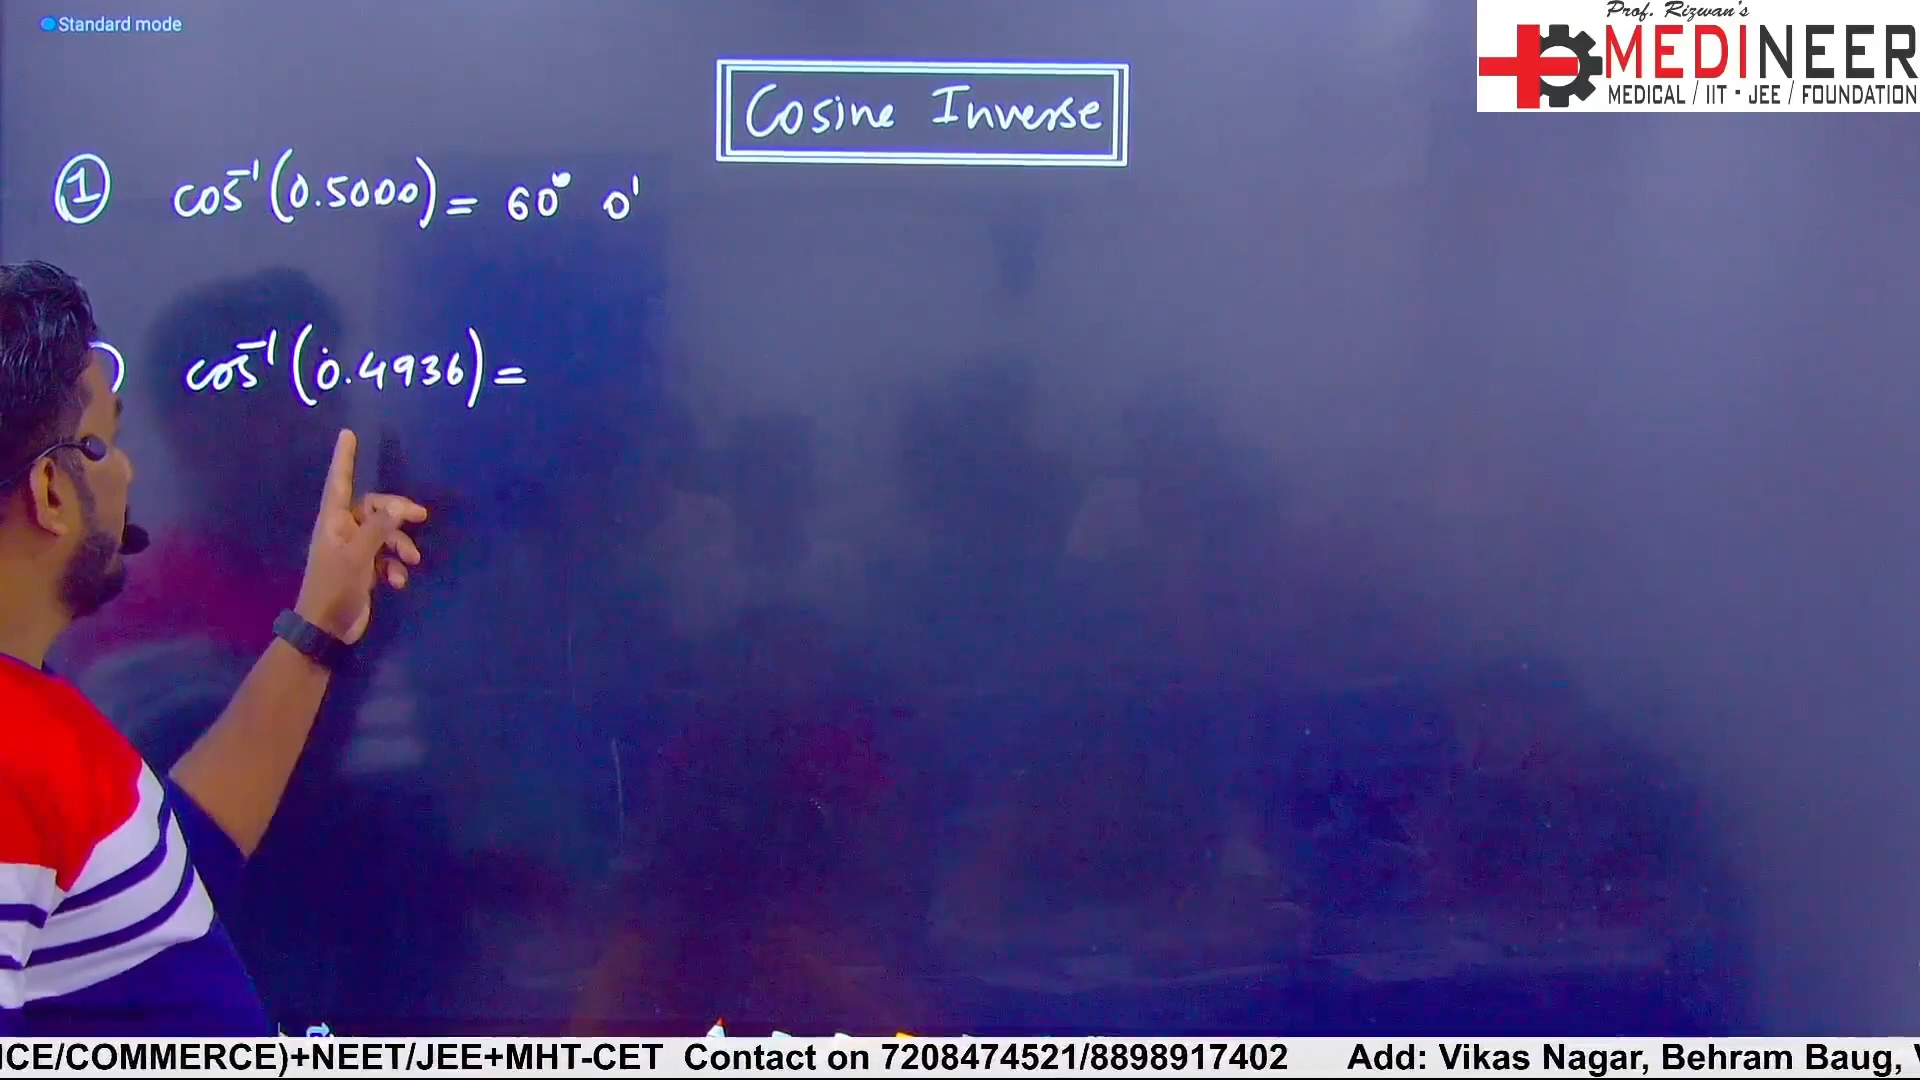 Standard mode
Prof. Rizwan's
MEDINEER
MEDICAL / IIT - JEE / FOUNDATION
Cosine Inverse
① cos⁻¹(0.5000) = 60° 0'
cos⁻¹(0.4936) =
ICE/COMMERCE)+NEET/JEE+MHT-CET Contact on 7208474521/8898917402 Add: Vikas Nagar, Behram Baug,